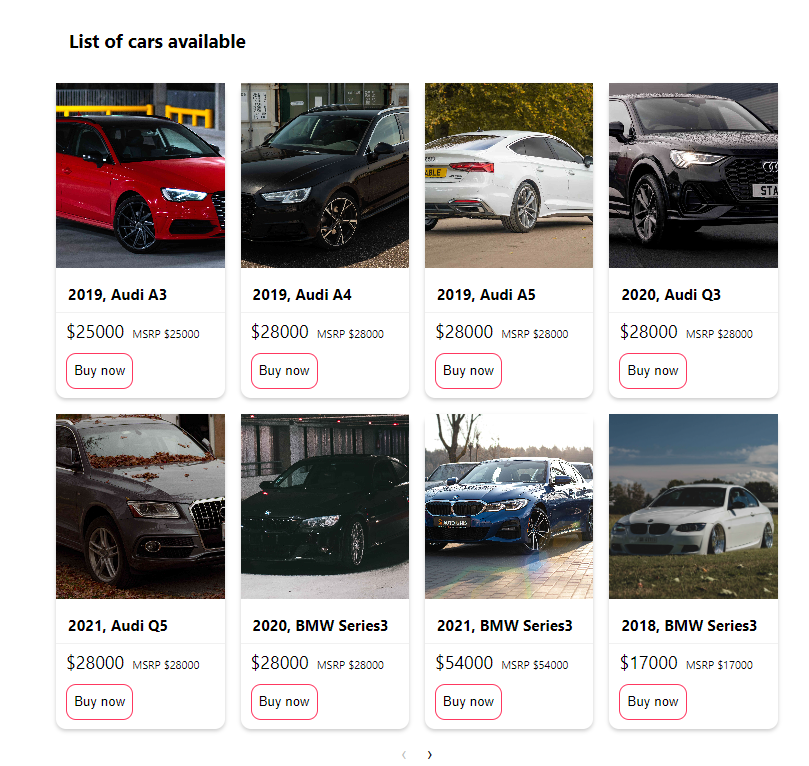 List of cars available
2019, Audi A3
$25000 MSRP $25000
Buy now
2019, Audi A4
$28000 MSRP $28000
Buy now
2019, Audi A5
$28000 MSRP $28000
Buy now
2020, Audi Q3
$28000 MSRP $28000
Buy now
2021, Audi Q5
$28000 MSRP $28000
Buy now
2020, BMW Series3
$28000 MSRP $28000
Buy now
2021, BMW Series3
$54000 MSRP $54000
Buy now
2018, BMW Series3
$17000 MSRP $17000
Buy now
‹ ›